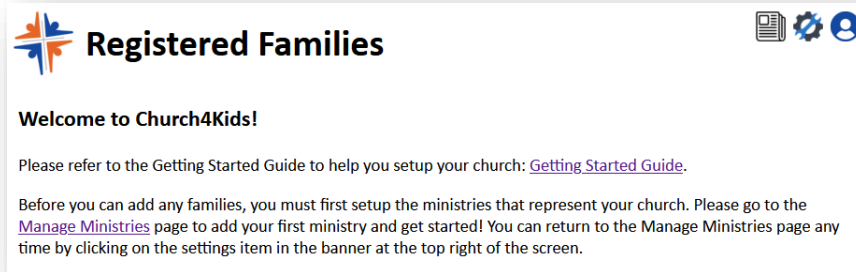 Registered Families
Welcome to Church4Kids!
Please refer to the Getting Started Guide to help you setup your church: Getting Started Guide.
Before you can add any families, you must first setup the ministries that represent your church. Please go to the
Manage Ministries page to add your first ministry and get started! You can return to the Manage Ministries page any
time by clicking on the settings item in the banner at the top right of the screen.